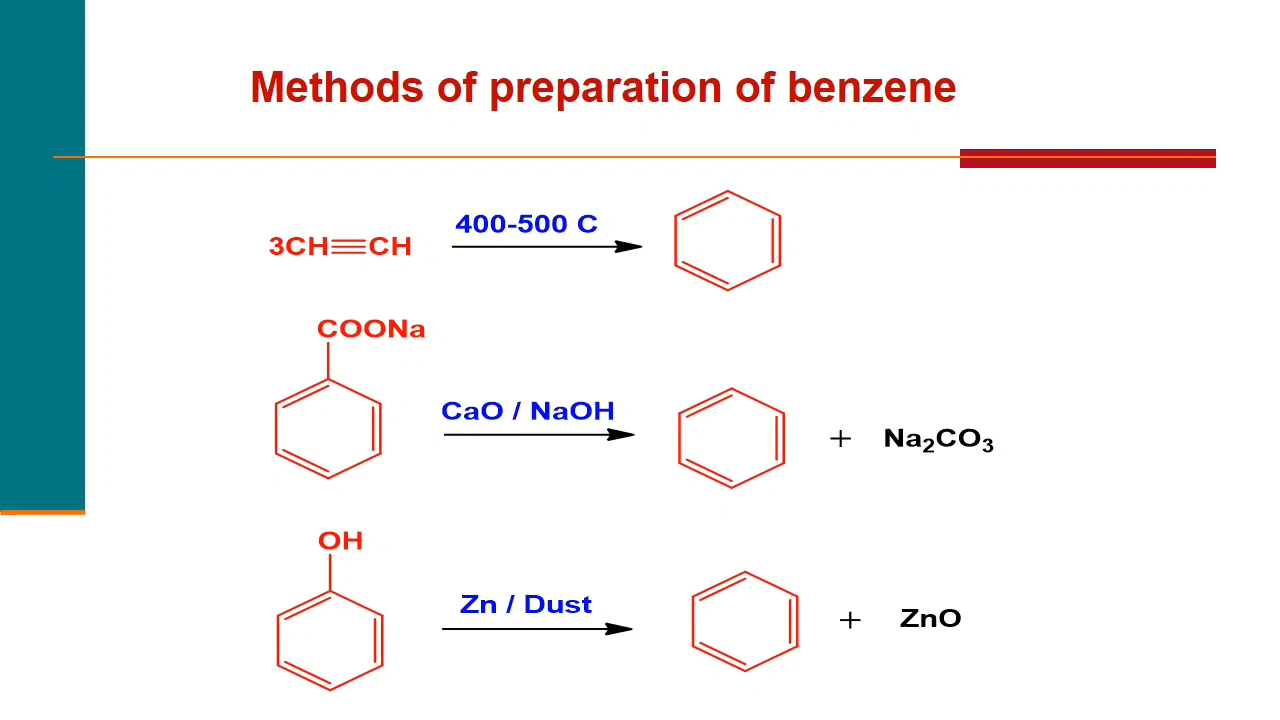 Methods of preparation of benzene
400-500 C
3CH≡CH
COONa
CaO / NaOH
+ Na₂CO₃
OH
Zn / Dust
+ ZnO